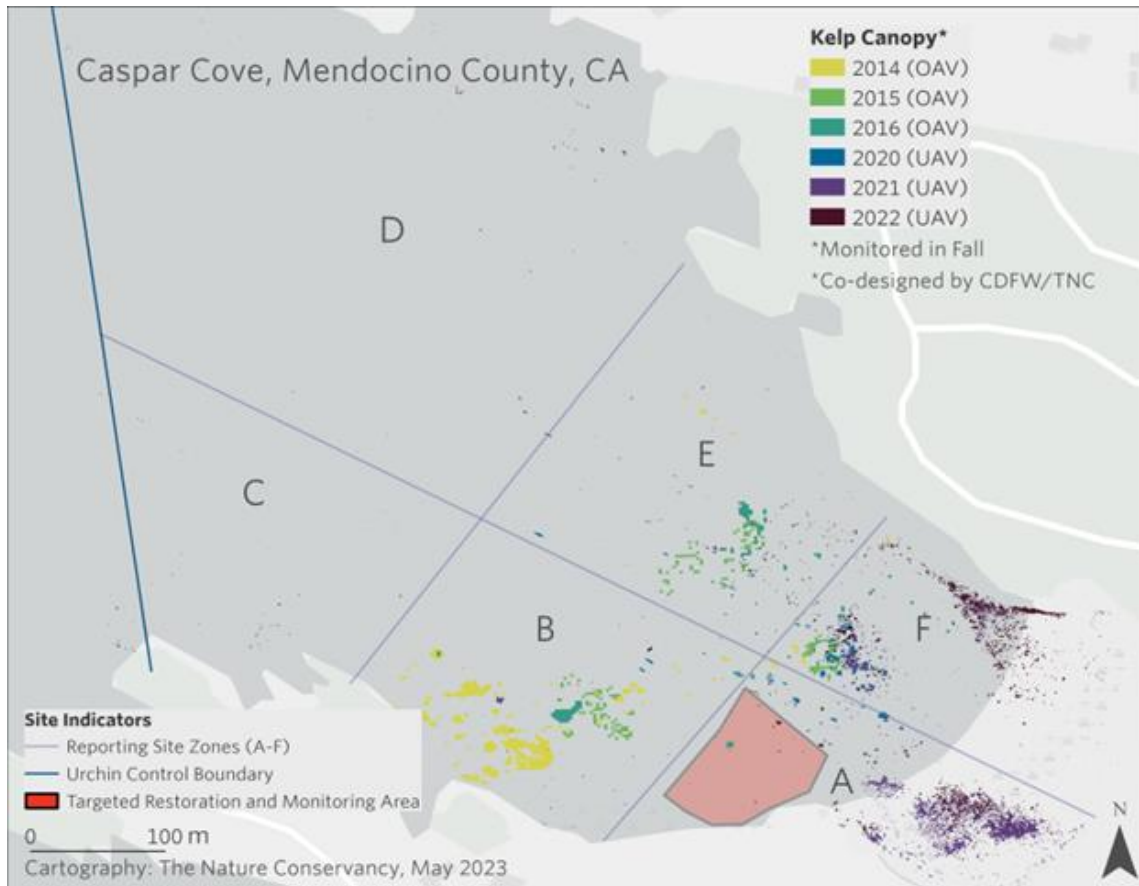 Caspar Cove, Mendocino County, CA
Kelp Canopy*
2014 (OAV)
2015 (OAV)
2016 (OAV)
2020 (UAV)
2021 (UAV)
2022 (UAV)
*Monitored in Fall
*Co-designed by CDFW/TNC
D
E
C
B
F
A
Site Indicators
Reporting Site Zones (A-F)
Urchin Control Boundary
Targeted Restoration and Monitoring Area
0 100 m
N
Cartography: The Nature Conservancy, May 2023